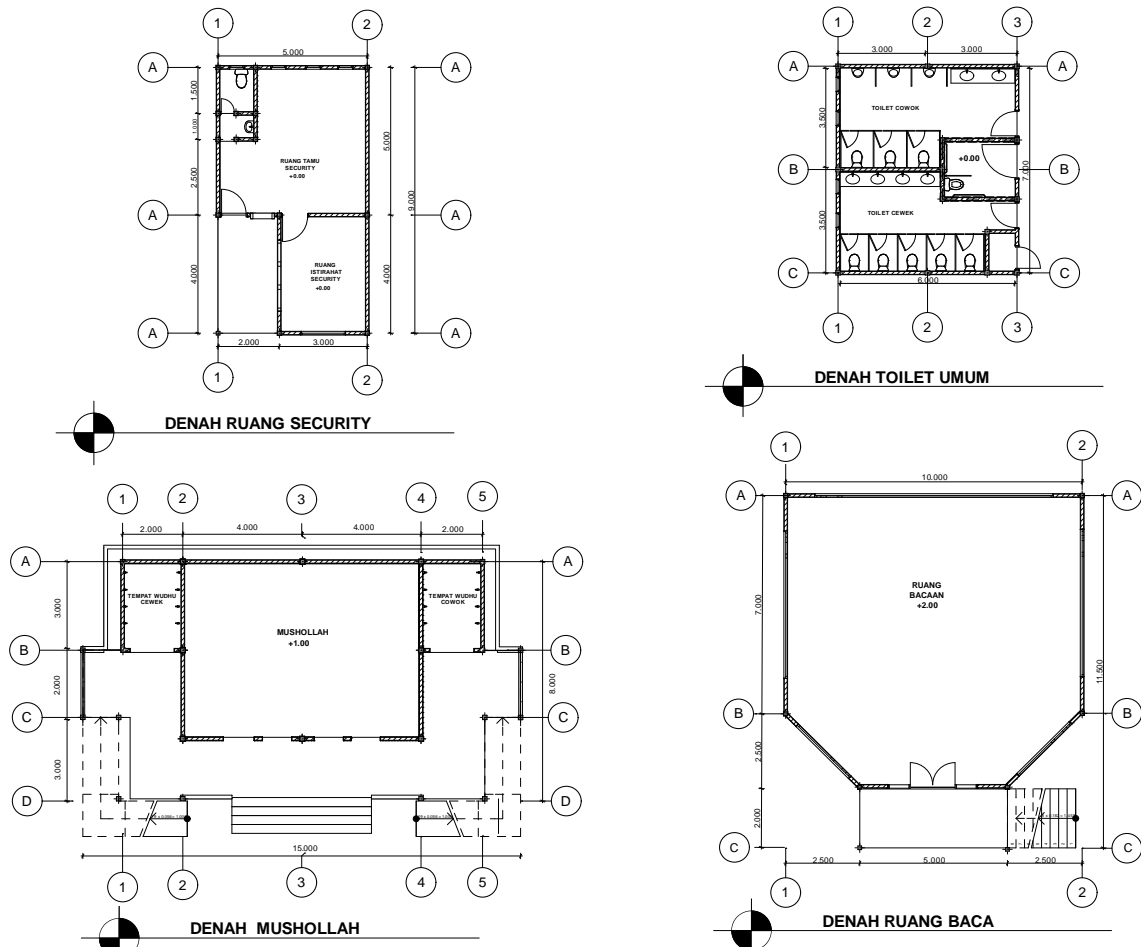 1
2
5.000
A
A
1.500
1.000
2.500
5.000
9.000
RUANG TAMU
SECURITY
+0.00
A
A
RUANG
ISTIRAHAT
SECURITY
+0.00
4.000
4.000
A
A
2.000
3.000
1
2
DENAH RUANG SECURITY
1
2
3
3.000
3.000
A
A
TOILET COWOK
3.500
+0.00
7.000
B
B
TOILET CEWEK
3.500
C
C
6.000
1
2
3
DENAH TOILET UMUM
1
2
3
4
5
2.000
4.000
4.000
2.000
A
A
3.000
TEMPAT WUDHU
CEWEK
TEMPAT WUDHU
COWOK
MUSHOLLAH
+1.00
B
B
2.000
8.000
C
C
3.000
D
D
15.000
1
2
3
4
5
DENAH MUSHOLLAH
1
2
10.000
A
A
RUANG
BACAAN
+2.00
7.000
11.500
B
B
2.500
2.000
C
C
2.500
5.000
2.500
1
2
DENAH RUANG BACA